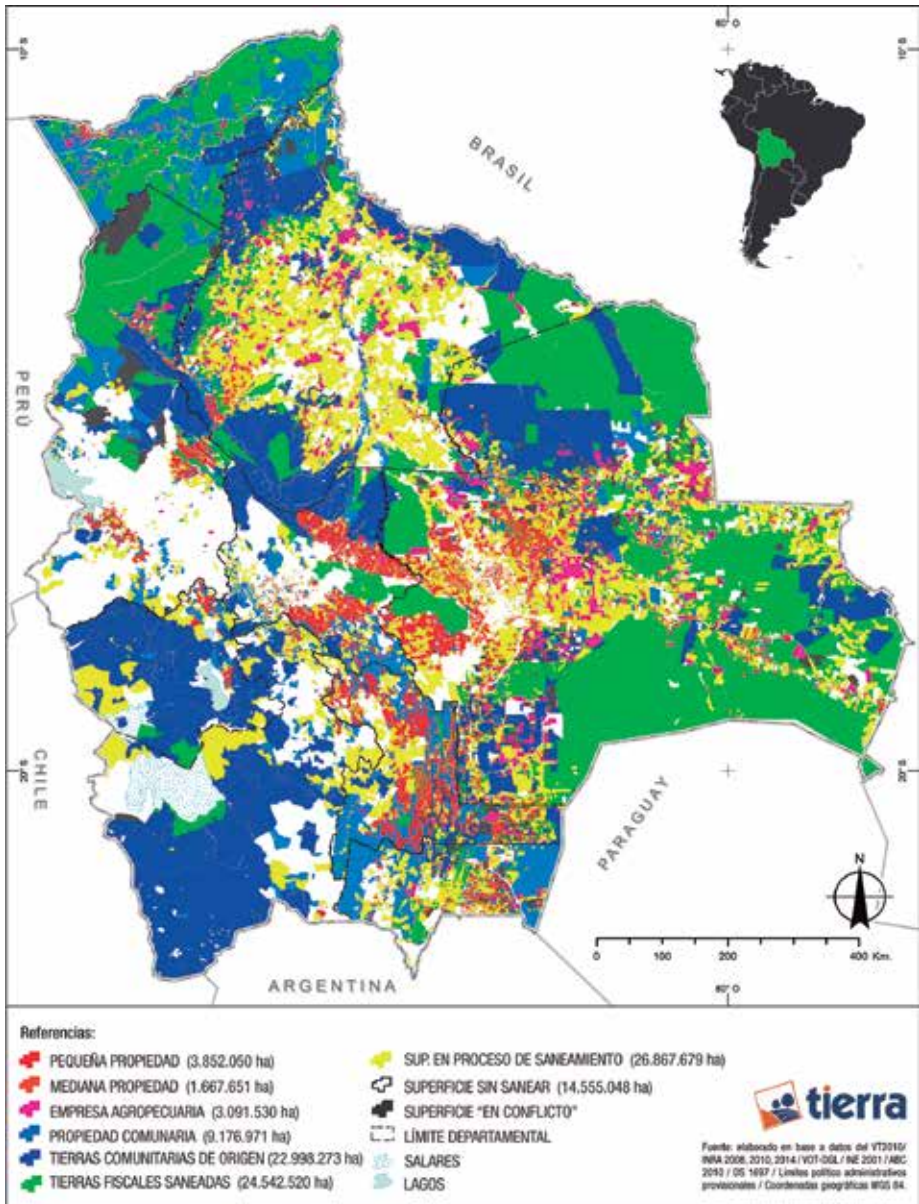 60° O
10° S
10° S
BRASIL
PERÚ
CHILE
20° S
20° S
PARAGUAY
N
0 100 200 300 400 Km.
ARGENTINA
60° O
Referencias:
PEQUEÑA PROPIEDAD (3.852.050 ha)
MEDIANA PROPIEDAD (1.667.651 ha)
EMPRESA AGROPECUARIA (3.091.530 ha)
PROPIEDAD COMUNARIA (9.176.971 ha)
TIERRAS COMUNITARIAS DE ORIGEN (22.998.273 ha)
TIERRAS FISCALES SANEADAS (24.542.520 ha)
SUP. EN PROCESO DE SANEAMIENTO (26.867.679 ha)
SUPERFICIE SIN SANEAR (14.555.048 ha)
SUPERFICIE "EN CONFLICTO"
LÍMITE DEPARTAMENTAL
SALARES
LAGOS
tierra
Fuente: elaborado en base a datos del VT2010/
INRA 2008, 2010, 2014 / VOT-DGL / INE 2001 / ABC
2010 / DS 1697 / Límites político administrativos
provisionales / Coordenadas geográficas WGS 84.